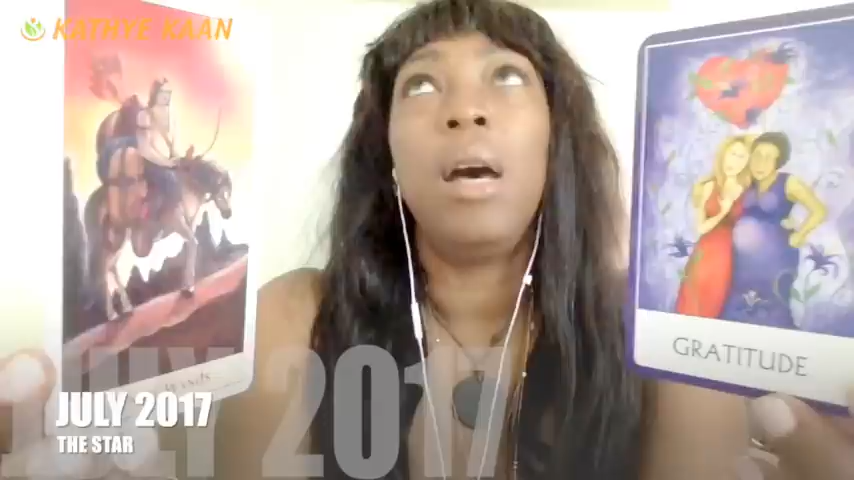 KATHYE KAAN
GRATITUDE
JULY 2017
JULY 2017
THE STAR